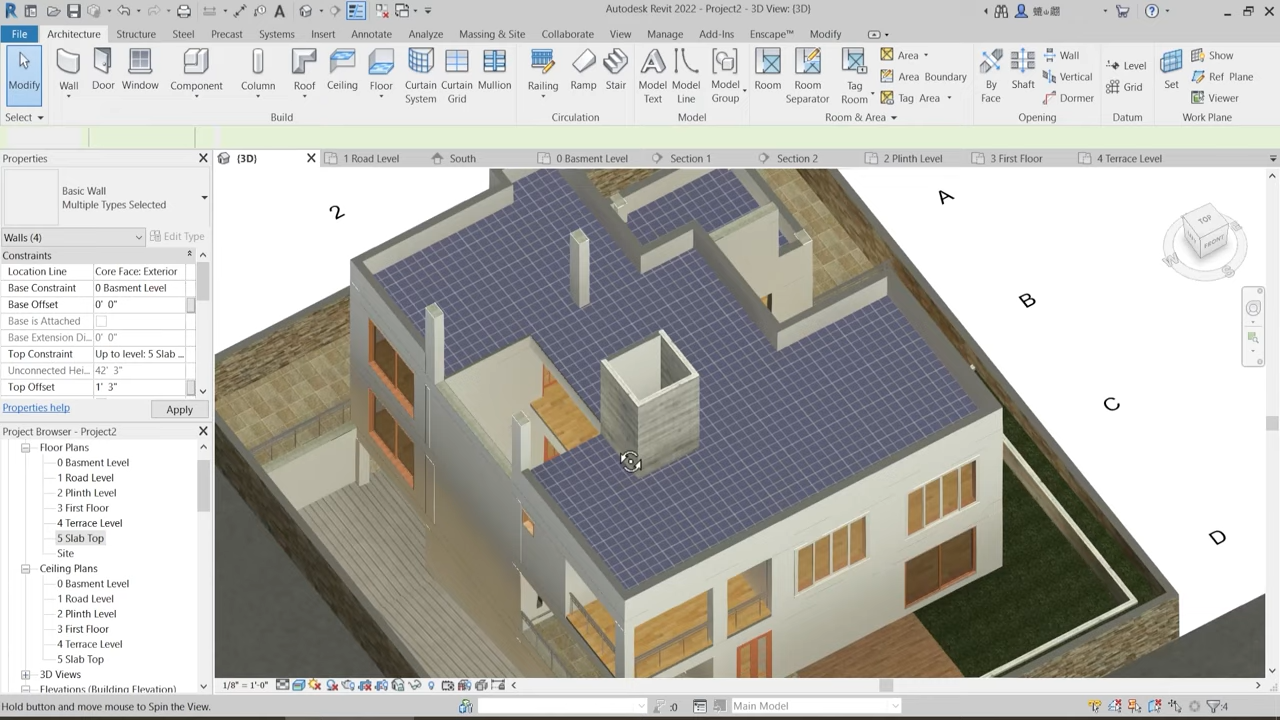 Autodesk Revit 2022 - Project2 - 3D View: {3D}
File Architecture Structure Steel Precast Systems Insert Annotate Analyze Massing & Site Collaborate View Manage Add-Ins Enscape™ Modify
Modify
Wall
Door
Window
Component
Column
Roof
Ceiling
Floor
Curtain System
Curtain Grid
Mullion
Railing
Ramp
Stair
Model Text
Model Line
Model Group
Room
Room Separator
Tag Room
Area
Area Boundary
Tag Area
By Face
Shaft
Wall
Vertical
Dormer
Level
Grid
Set
Show
Ref Plane
Viewer
Select Build Circulation Model Room & Area Opening Datum Work Plane
Properties
{3D} 1 Road Level South 0 Basment Level Section 1 Section 2 2 Plinth Level 3 First Floor 4 Terrace Level
Basic Wall
Multiple Types Selected
Walls (4) Edit Type
Constraints
Location Line Core Face: Exterior
Base Constraint 0 Basment Level
Base Offset 0' 0"
Base is Attached
Base Extension Di... 0' 0"
Top Constraint Up to level: 5 Slab ...
Unconnected Hei... 42' 3"
Top Offset 1' 3"
Properties help Apply
Project Browser - Project2
Floor Plans
0 Basment Level
1 Road Level
2 Plinth Level
3 First Floor
4 Terrace Level
5 Slab Top
Site
Ceiling Plans
0 Basment Level
1 Road Level
2 Plinth Level
3 First Floor
4 Terrace Level
5 Slab Top
3D Views
Elevations (Building Elevation)
2
A
B
C
D
TOP
FRONT
W
S
1/8" = 1'-0"
Hold button and move mouse to Spin the View.
:0
Main Model
:4